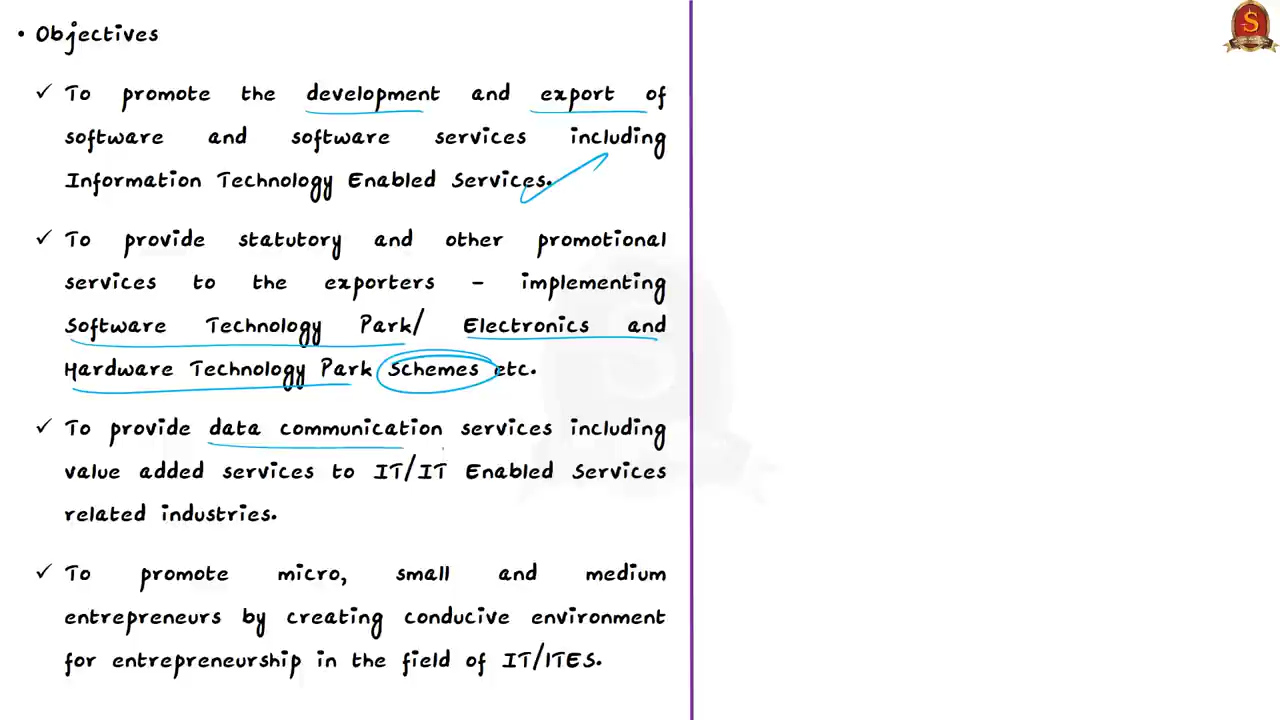 • Objectives
✓ To promote the development and export of
software and software services including
Information Technology Enabled Services.
✓ To provide statutory and other promotional
services to the exporters - implementing
Software Technology Park/ Electronics and
Hardware Technology Park Schemes etc.
✓ To provide data communication services including
value added services to IT/IT Enabled Services
related industries.
✓ To promote micro, small and medium
entrepreneurs by creating conducive environment
for entrepreneurship in the field of IT/ITES.
S